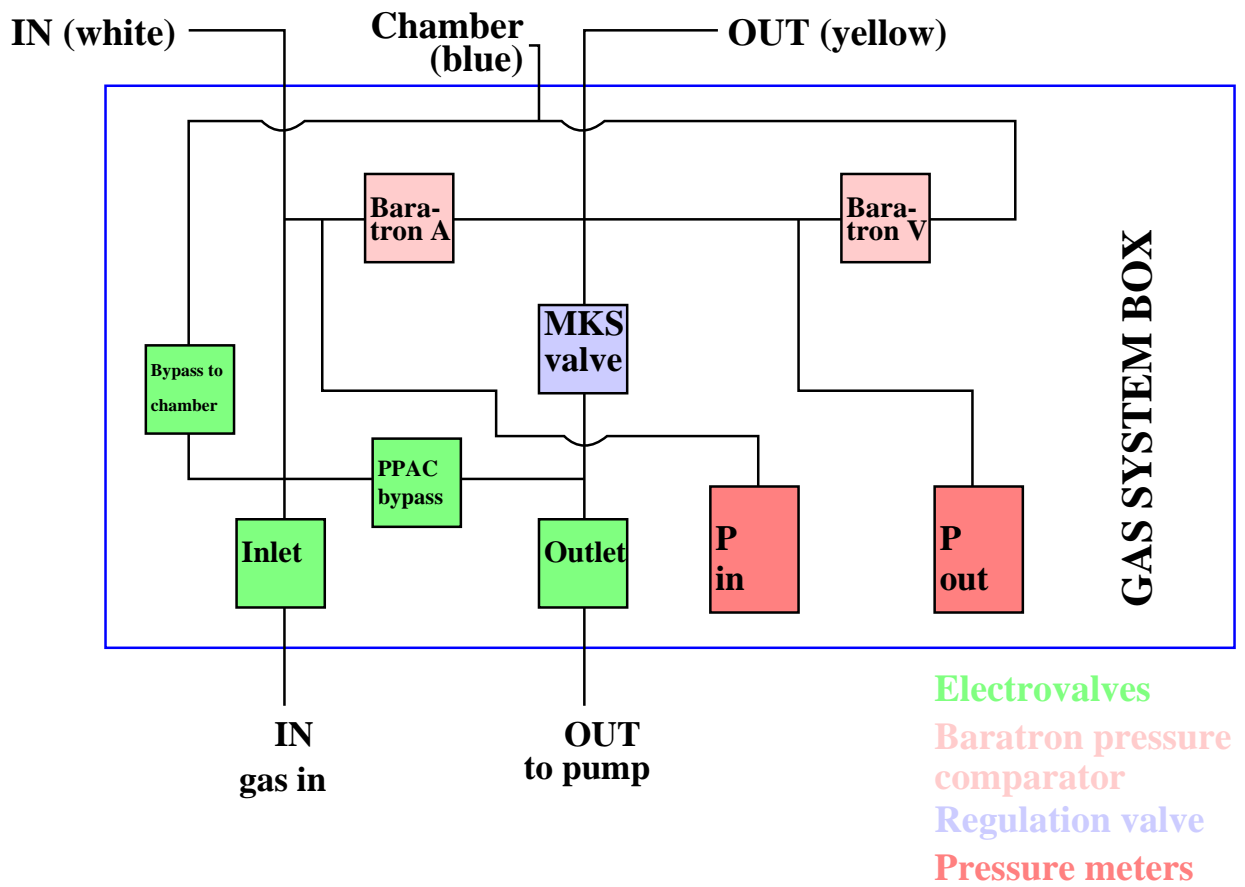 IN (white)
Chamber
(blue)
OUT (yellow)
Bara-
tron A
Bara-
tron V
MKS
valve
Bypass to
chamber
PPAC
bypass
Inlet
Outlet
P
in
P
out
GAS SYSTEM BOX
IN
gas in
OUT
to pump
Electrovalves
Baratron pressure
comparator
Regulation valve
Pressure meters